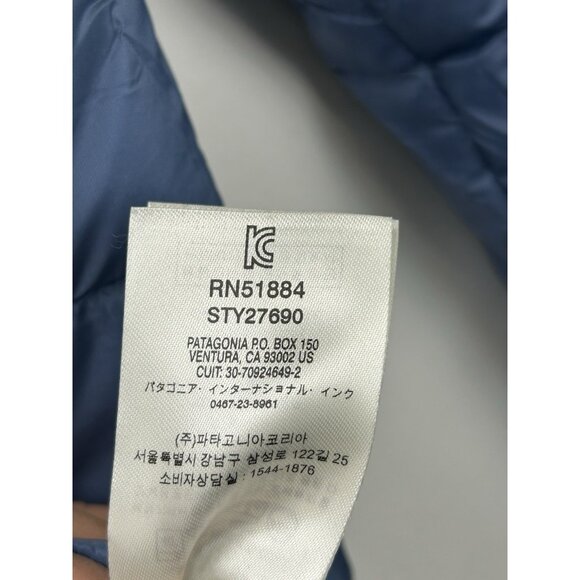 KC
RN51884
STY27690
PATAGONIA P.O. BOX 150
VENTURA, CA 93002 US
CUIT: 30-70924649-2
パタゴニア・インターナショナル・インク
0467-23-8961
(주)파타고니아코리아
서울특별시 강남구 삼성로 122길 25
소비자상담실 : 1544-1876